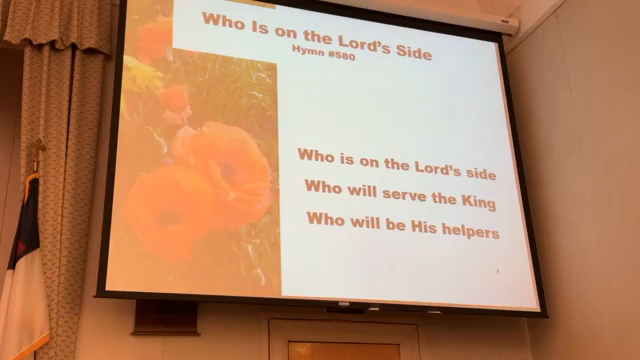 Who Is on the Lord's Side
Hymn #580
Who is on the Lord's side
Who will serve the King
Who will be His helpers
1